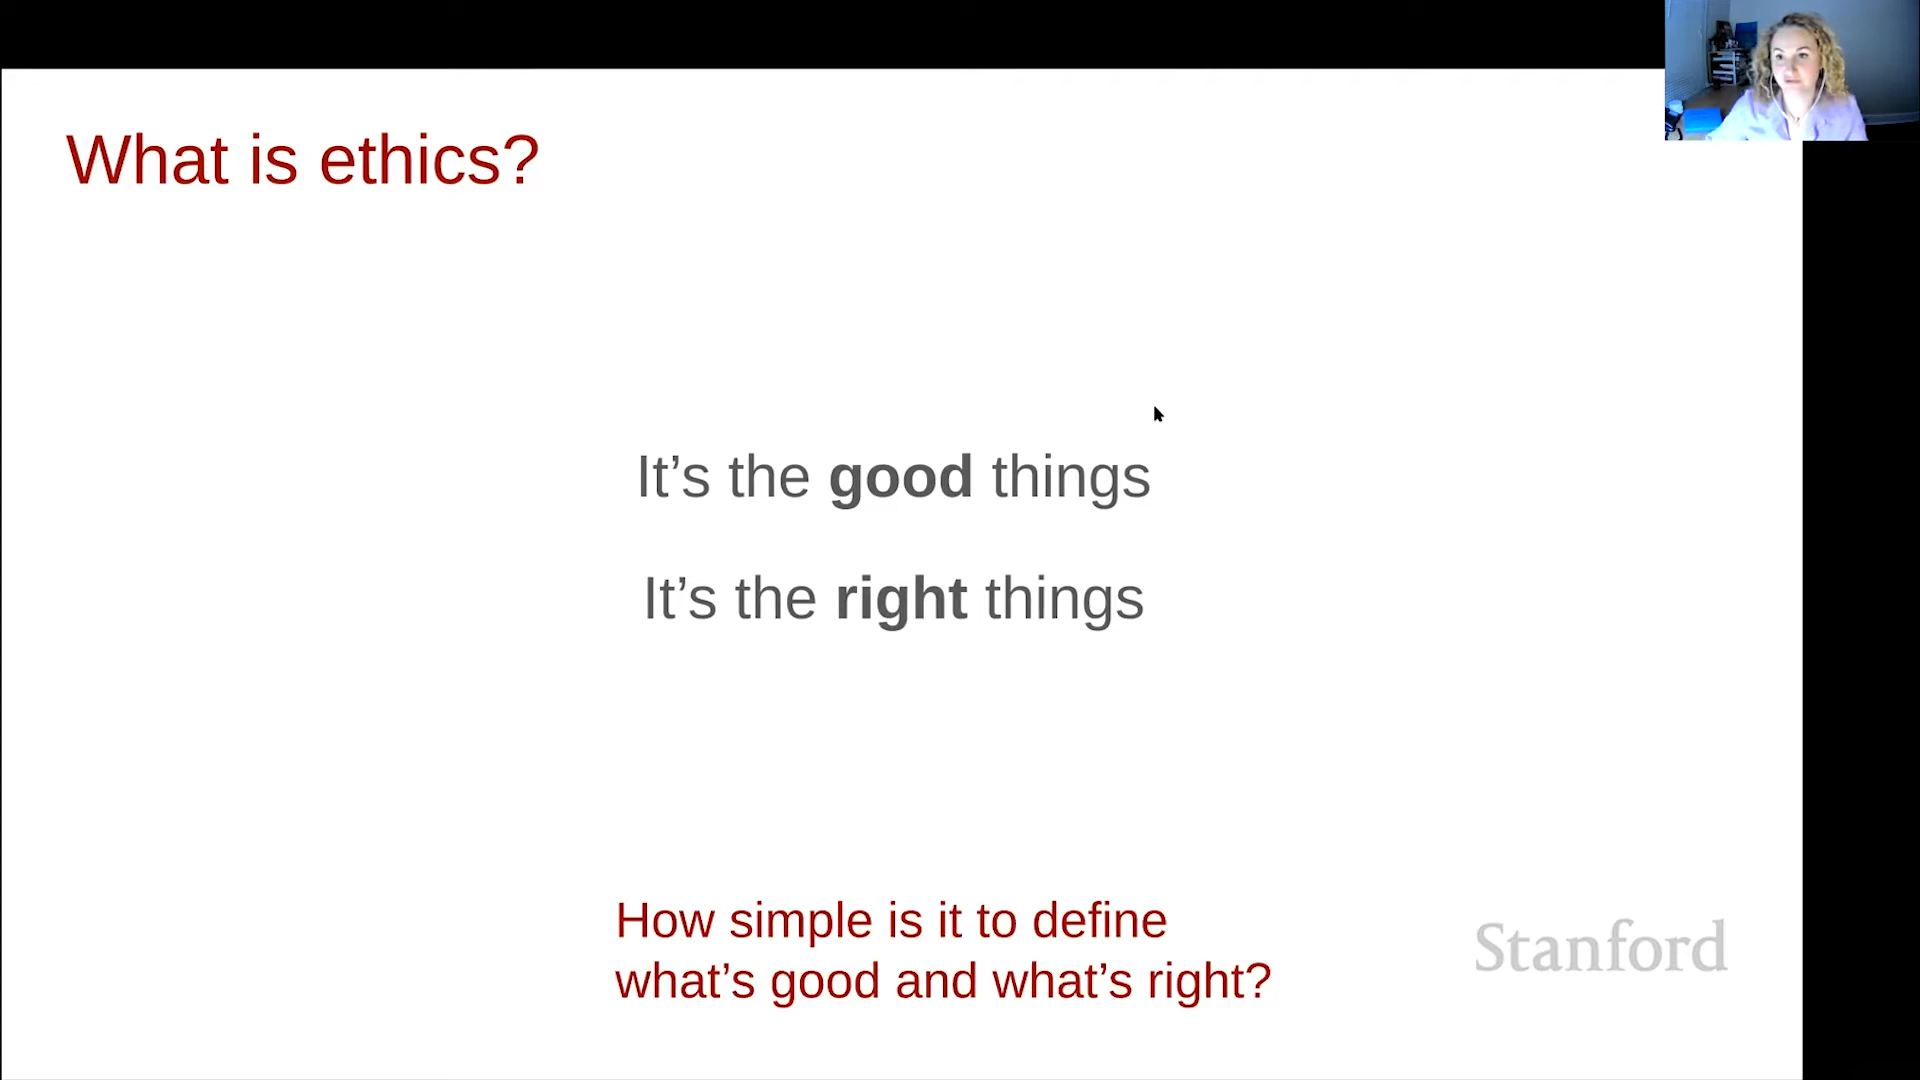 What is ethics?
It’s the good things
It’s the right things
How simple is it to define
what’s good and what’s right?
Stanford